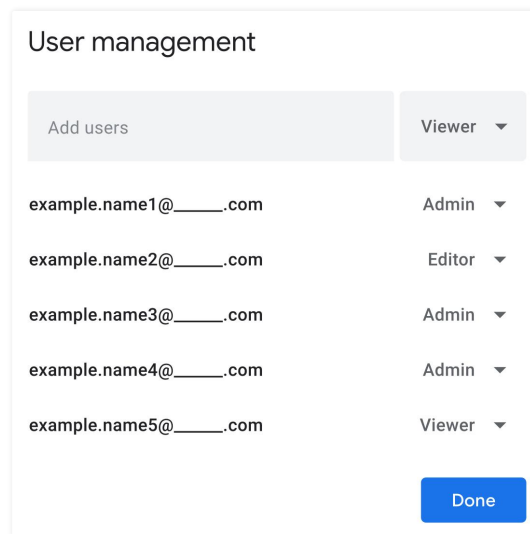 User management
Add users Viewer
example.name1@_____.com Admin
example.name2@_____.com Editor
example.name3@_____.com Admin
example.name4@_____.com Admin
example.name5@_____.com Viewer
Done